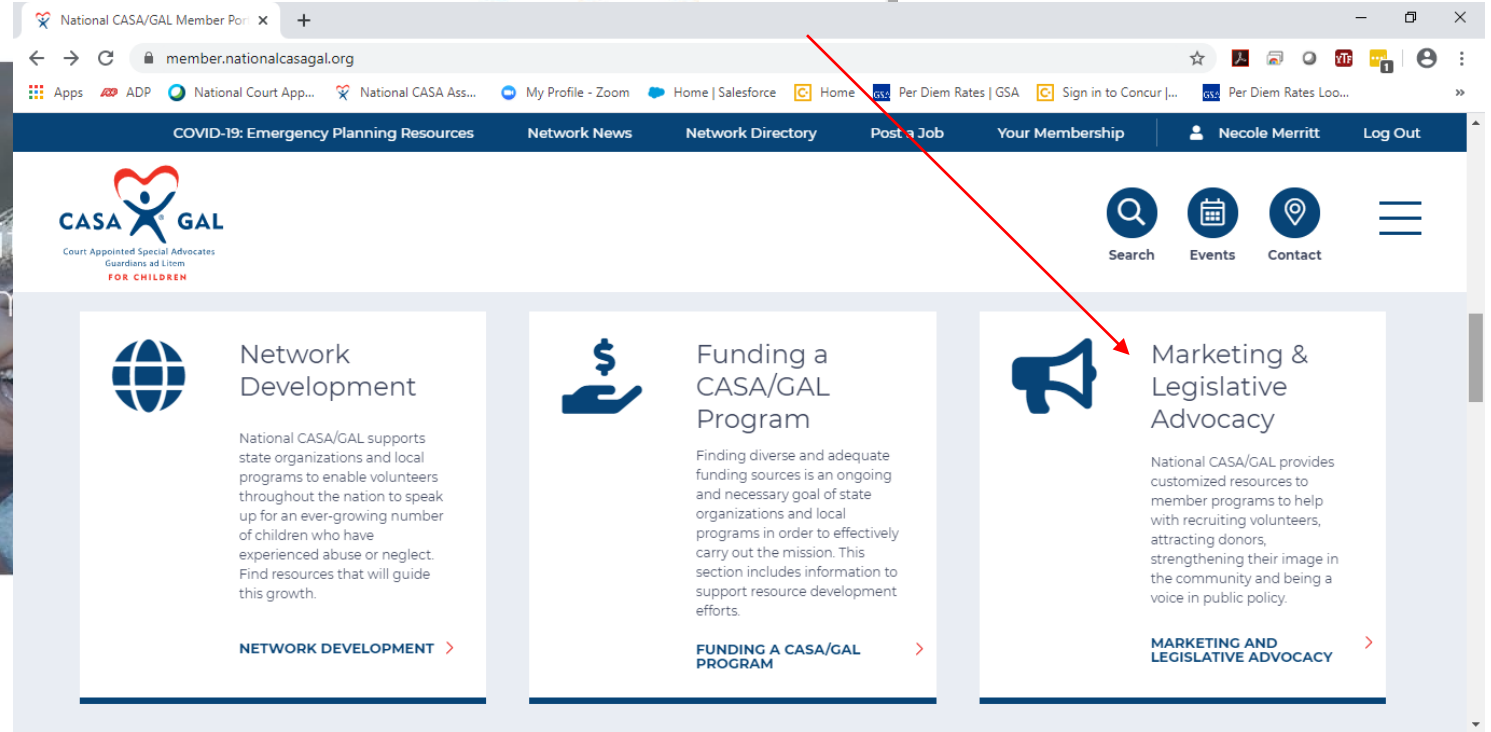 National CASA/GAL Member Por
member.nationalcasagal.org
1
Apps ADP National Court App... National CASA Ass... My Profile - Zoom Home | Salesforce Home Per Diem Rates | GSA Sign in to Concur |... Per Diem Rates Loo... »
COVID-19: Emergency Planning Resources Network News Network Directory Post a Job Your Membership Necole Merritt Log Out
CASA GAL
Court Appointed Special Advocates
Guardians ad Litem
FOR CHILDREN
Search Events Contact
Network
Development
National CASA/GAL supports
state organizations and local
programs to enable volunteers
throughout the nation to speak
up for an ever-growing number
of children who have
experienced abuse or neglect.
Find resources that will guide
this growth.
NETWORK DEVELOPMENT
Funding a
CASA/GAL
Program
Finding diverse and adequate
funding sources is an ongoing
and necessary goal of state
organizations and local
programs in order to effectively
carry out the mission. This
section includes information to
support resource development
efforts.
FUNDING A CASA/GAL
PROGRAM
Marketing &
Legislative
Advocacy
National CASA/GAL provides
customized resources to
member programs to help
with recruiting volunteers,
attracting donors,
strengthening their image in
the community and being a
voice in public policy.
MARKETING AND
LEGISLATIVE ADVOCACY